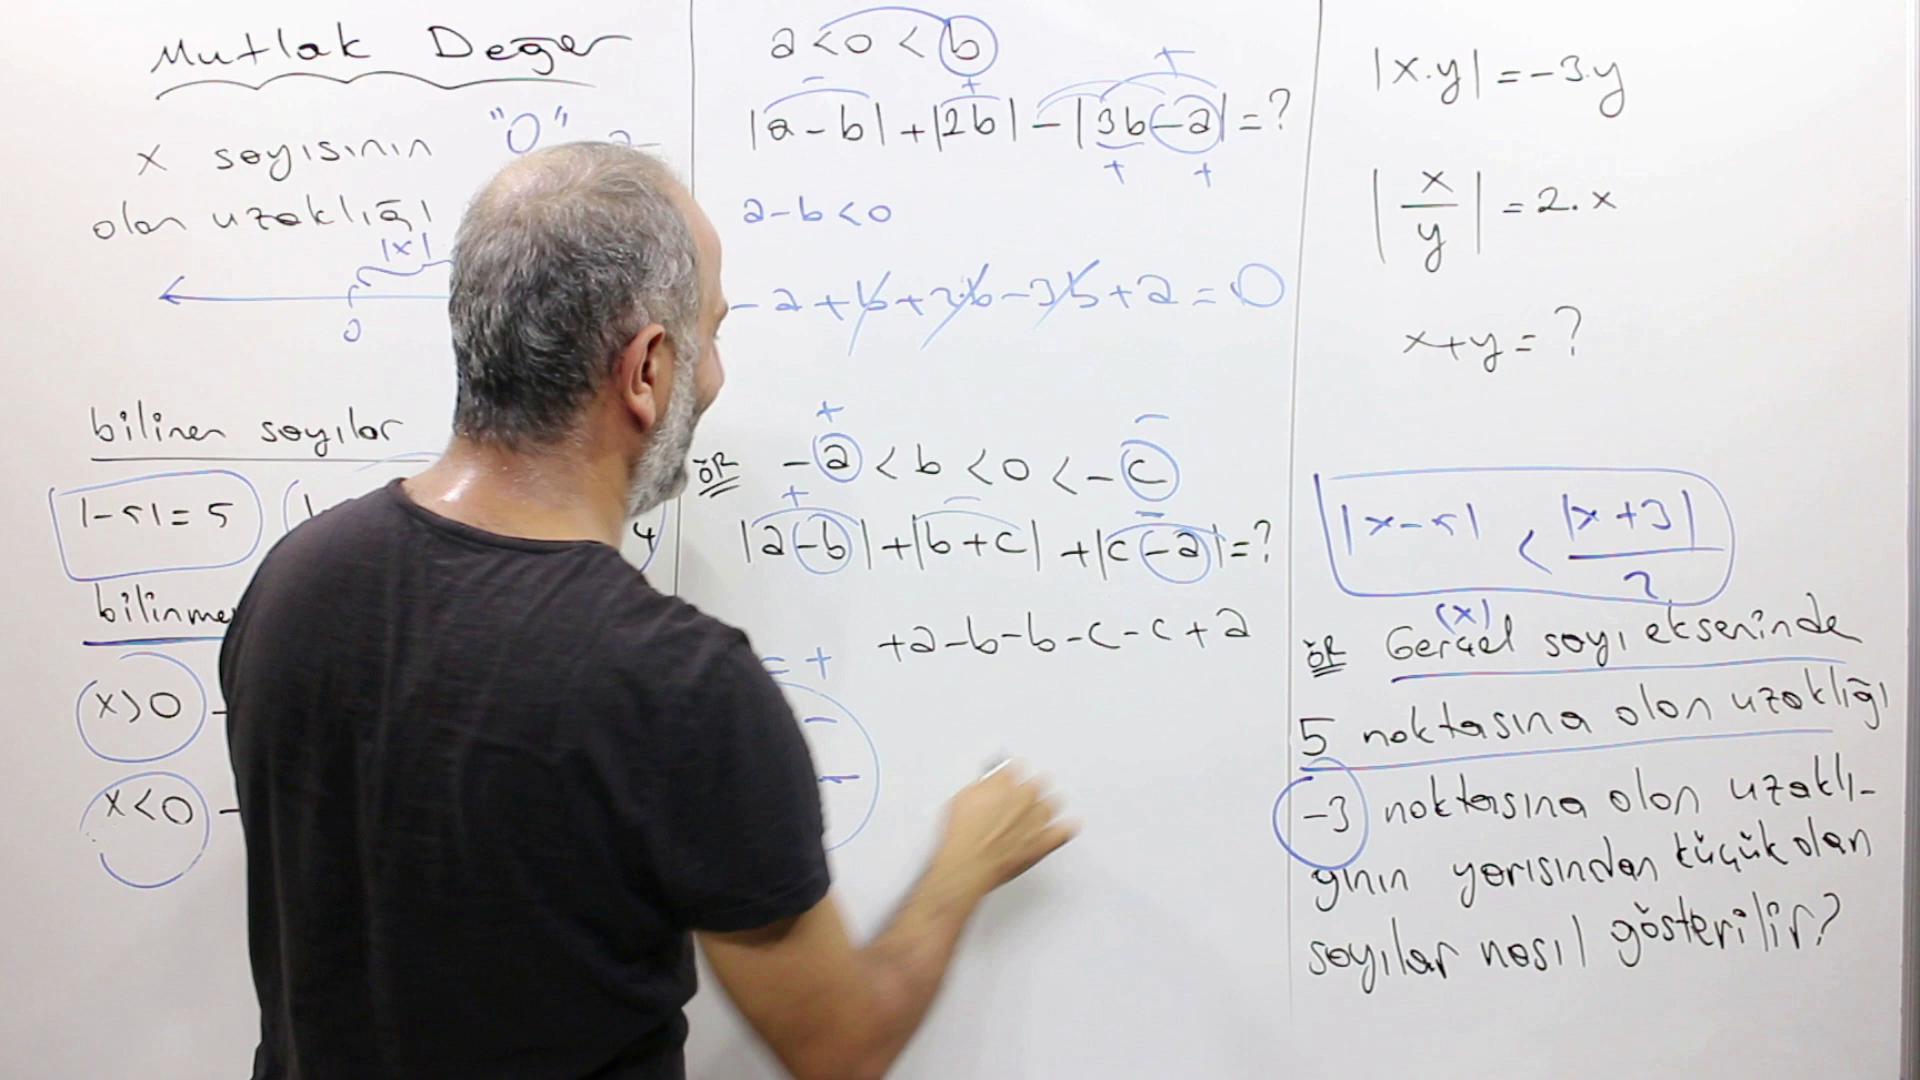 Mutlak Değer
x sayısının "0"
olan uzaklığı
|x|
0
bilinen sayılar
|-5| = 5
4
x>0
x<0
a < 0 < b
- + +
|a-b| + |2b| - |3b-a| = ?
+ +
a-b<0
-a+b+2b-3b+a=0
+ -
ÖR -a < b < 0 < -c
+ - -
|a-b| + |b+c| + |c-a| = ?
= + +a-b-b-c-c+a
-
-
|x.y| = -3.y
|x/y| = 2.x
x+y = ?
|x-5| < |x+3|/2
(x)
ÖR Gerçel sayı ekseninde
5 noktasına olan uzaklığı
-3 noktasına olan uzaklı-
ğının yarısından küçük olan
sayılar nasıl gösterilir?